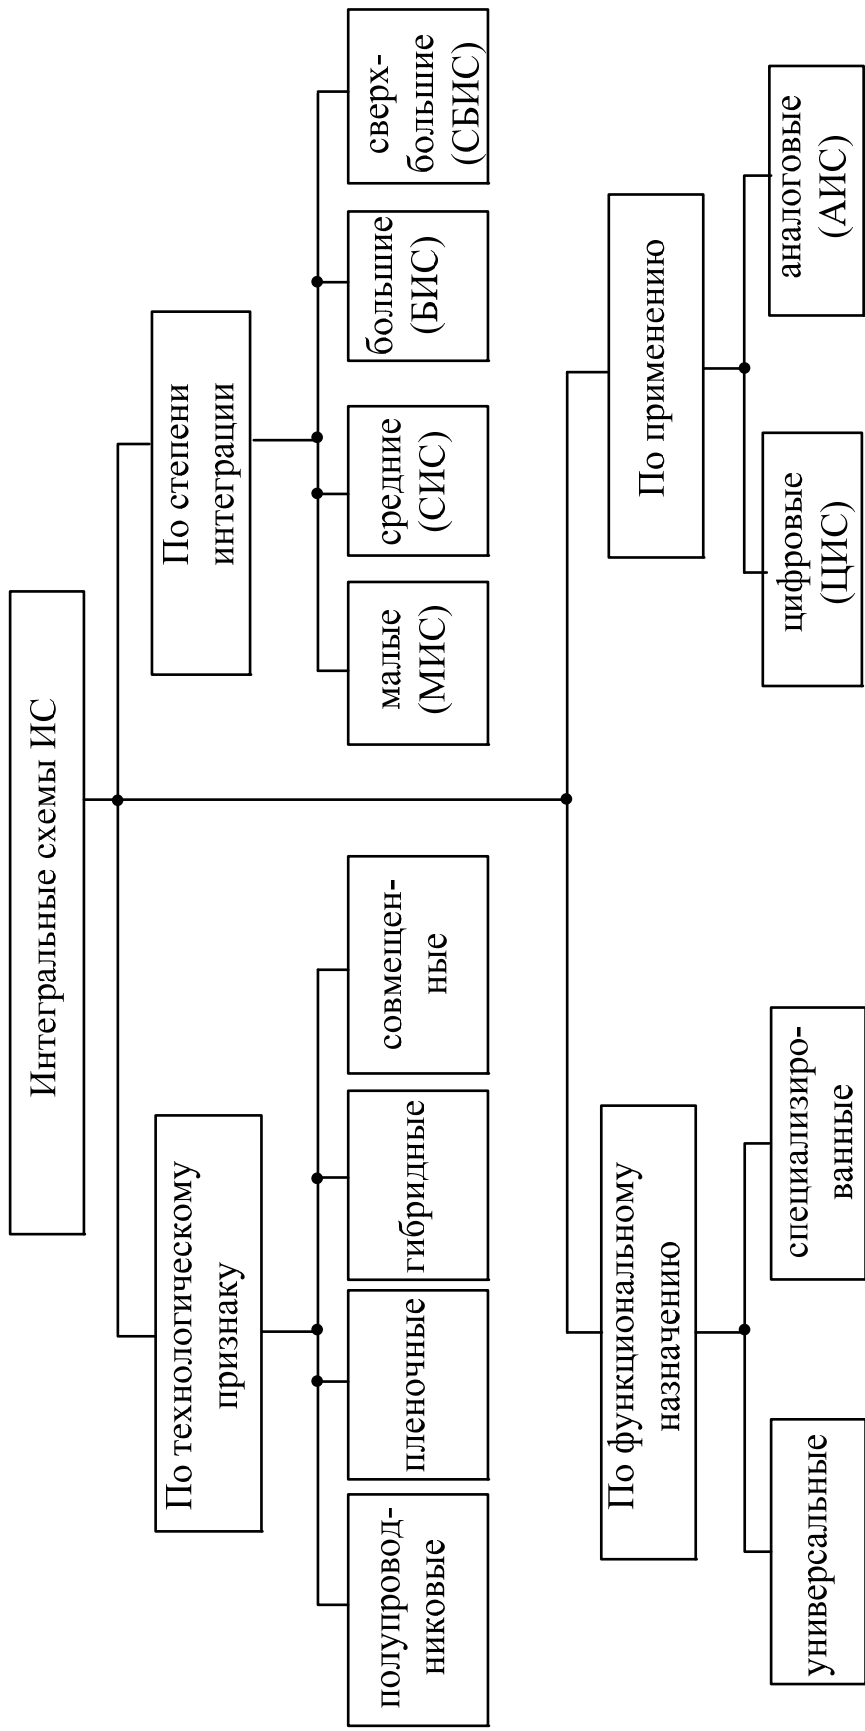 Интегральные схемы ИС
По технологическому
признаку
По степени
интеграции
полупровод-
никовые
пленочные
гибридные
совмещен-
ные
малые
(МИС)
средние
(СИС)
большие
(БИС)
сверх-
большие
(СБИС)
По функциональному
назначению
По применению
универсальные
специализиро-
ванные
цифровые
(ЦИС)
аналоговые
(АИС)